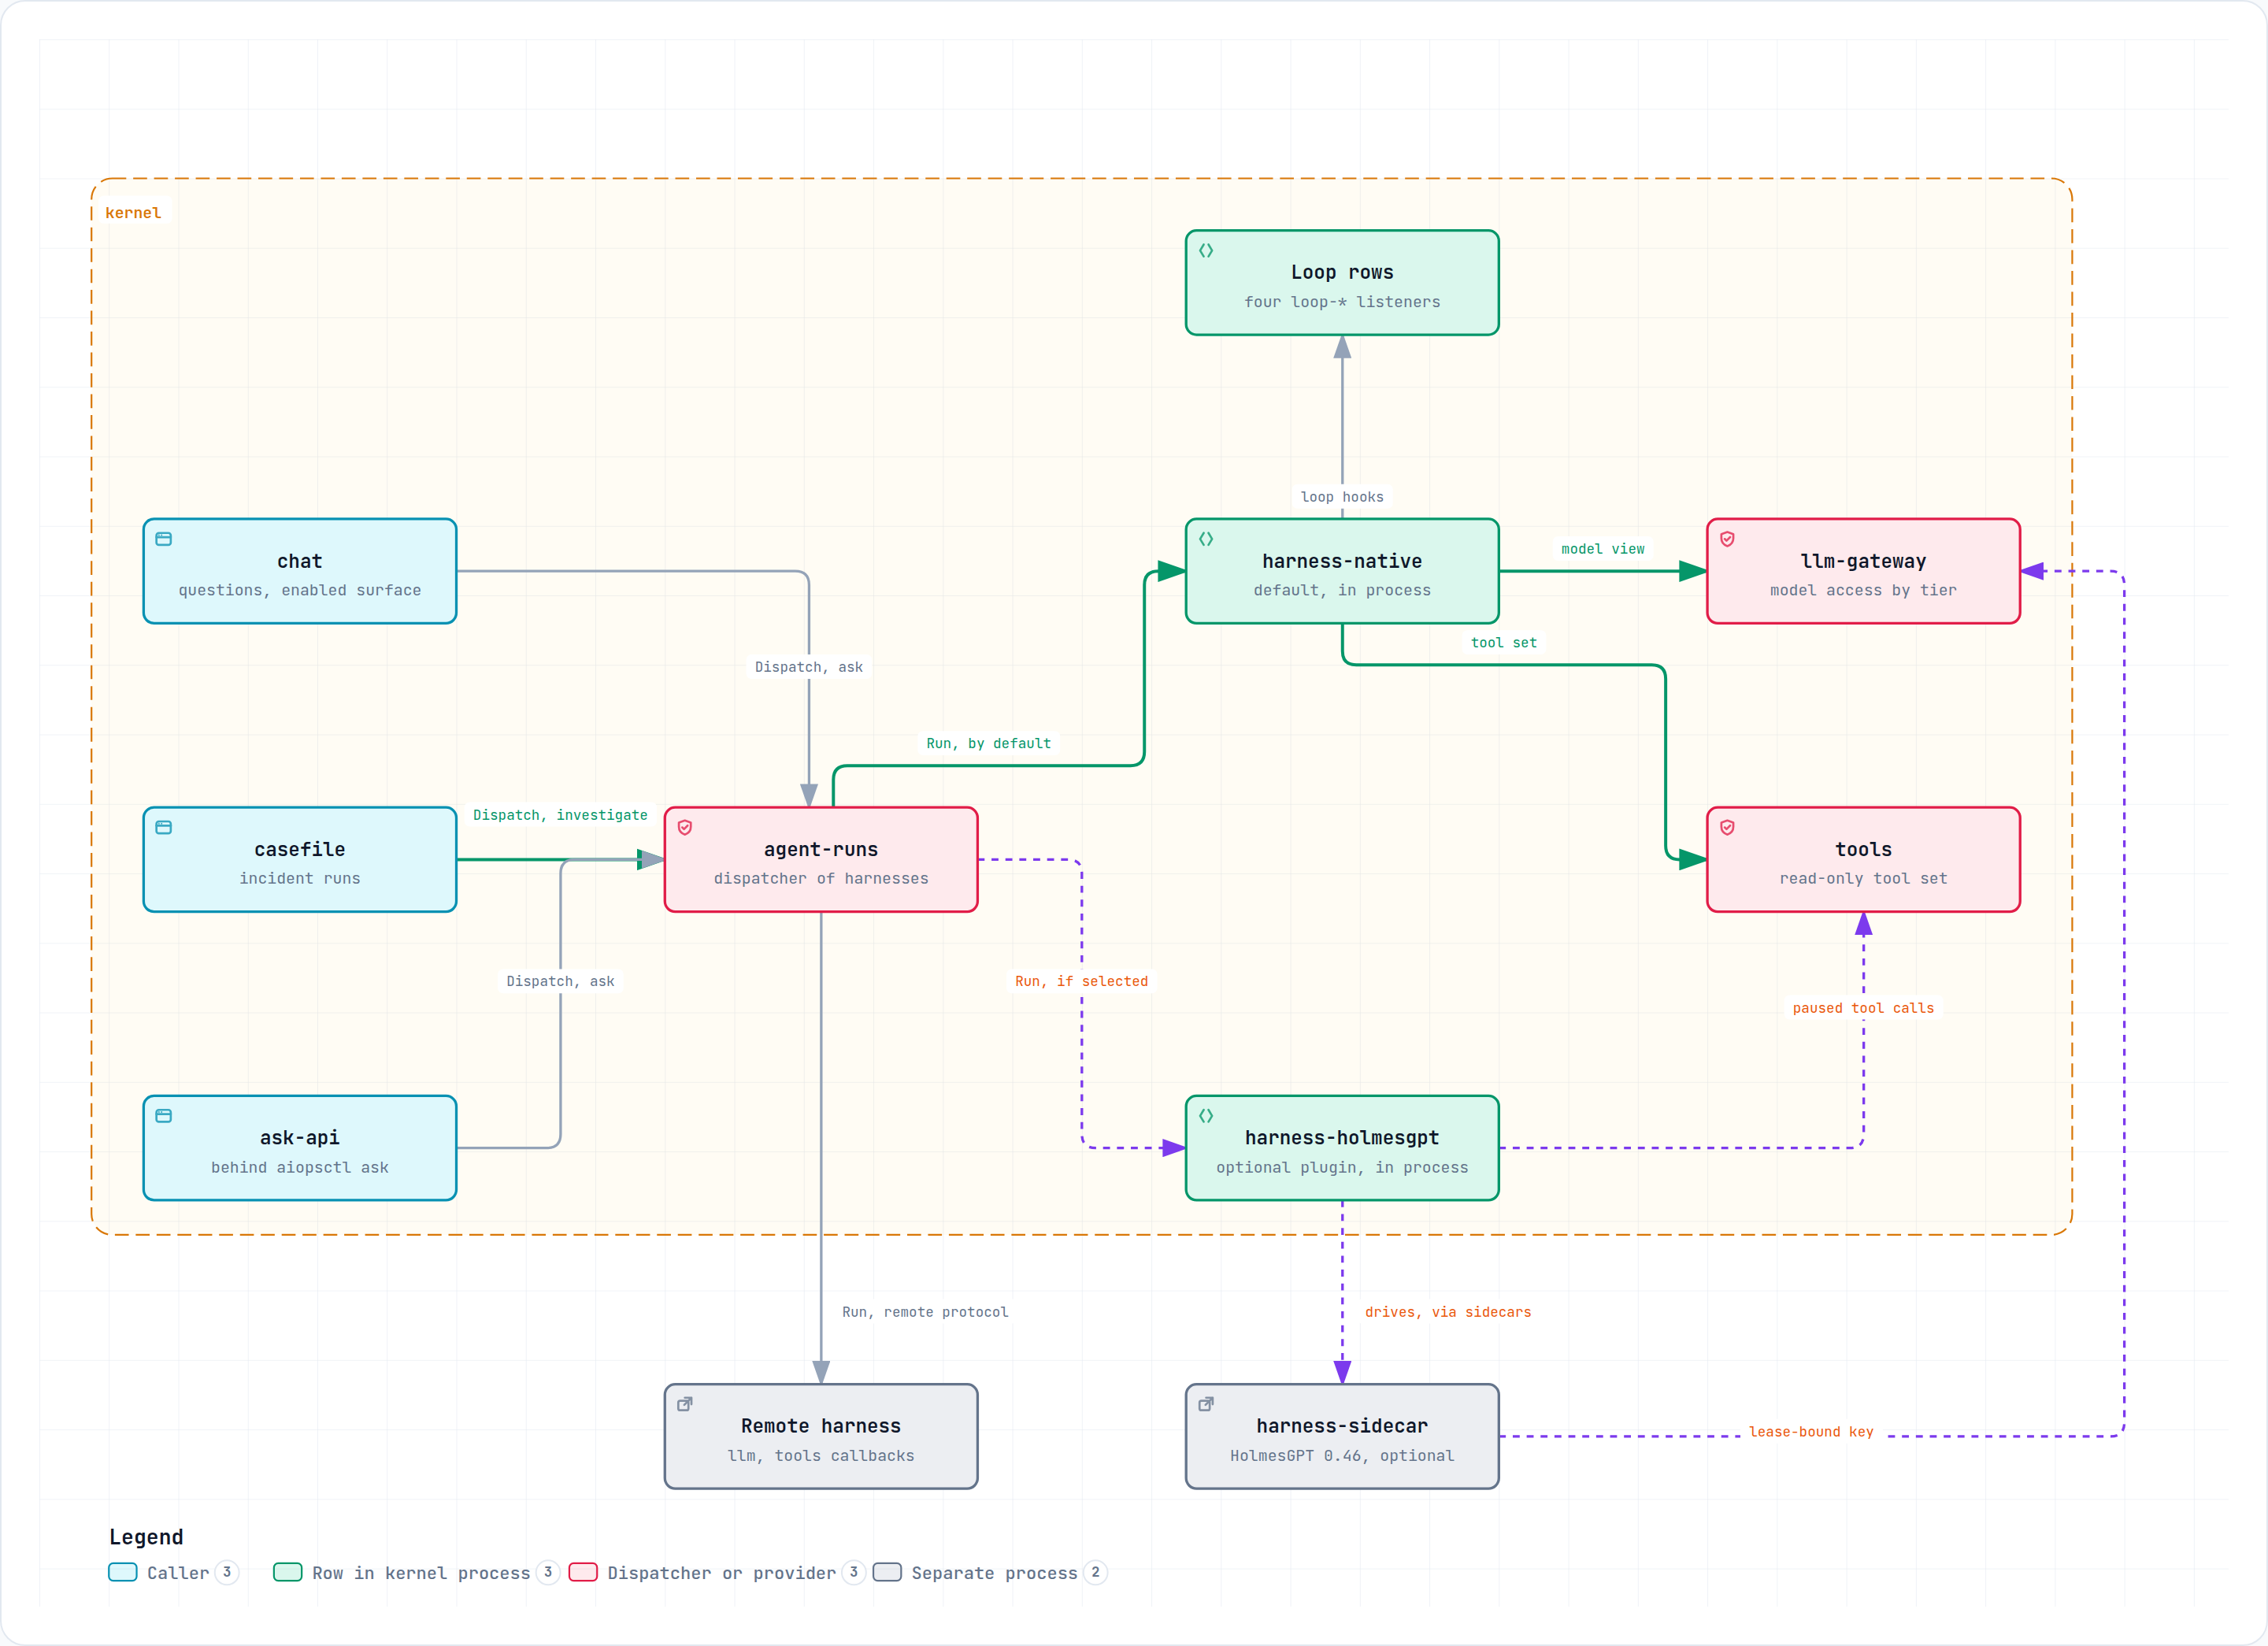 kernel
Loop rows
four loop-* listeners
loop hooks
chat
questions, enabled surface
harness-native
default, in process
model view
llm-gateway
model access by tier
tool set
Dispatch, ask
Run, by default
Dispatch, investigate
casefile
incident runs
agent-runs
dispatcher of harnesses
tools
read-only tool set
Dispatch, ask
Run, if selected
paused tool calls
ask-api
behind aiopsctl ask
harness-holmesgpt
optional plugin, in process
Run, remote protocol
drives, via sidecars
Remote harness
llm, tools callbacks
harness-sidecar
HolmesGPT 0.46, optional
lease-bound key
Legend
Caller 3 Row in kernel process 3 Dispatcher or provider 3 Separate process 2